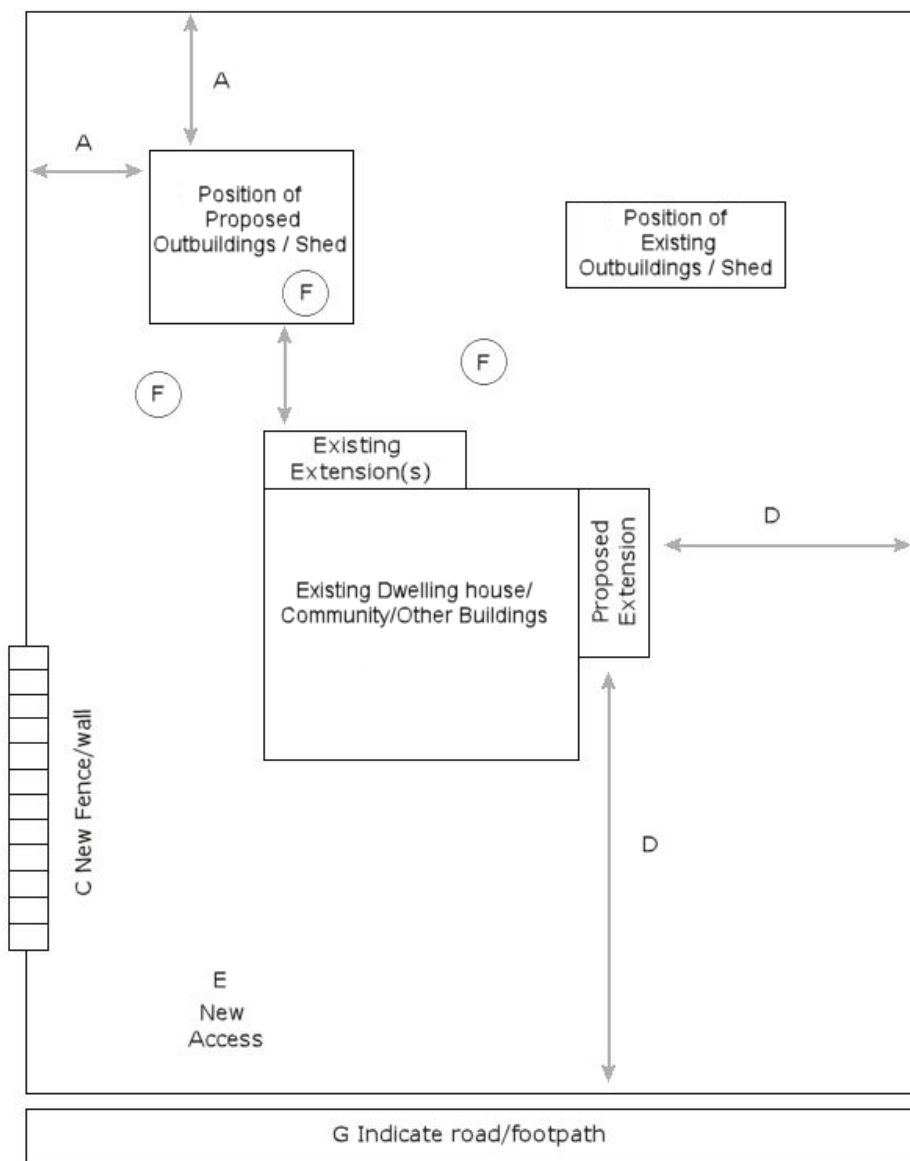 A
A
Position of
Proposed
Outbuildings / Shed
F
Position of
Existing
Outbuildings / Shed
F
F
Existing
Extension(s)
Existing Dwelling house/
Community/Other Buildings
Proposed
Extension
D
C New Fence/wall
D
E
New
Access
G Indicate road/footpath